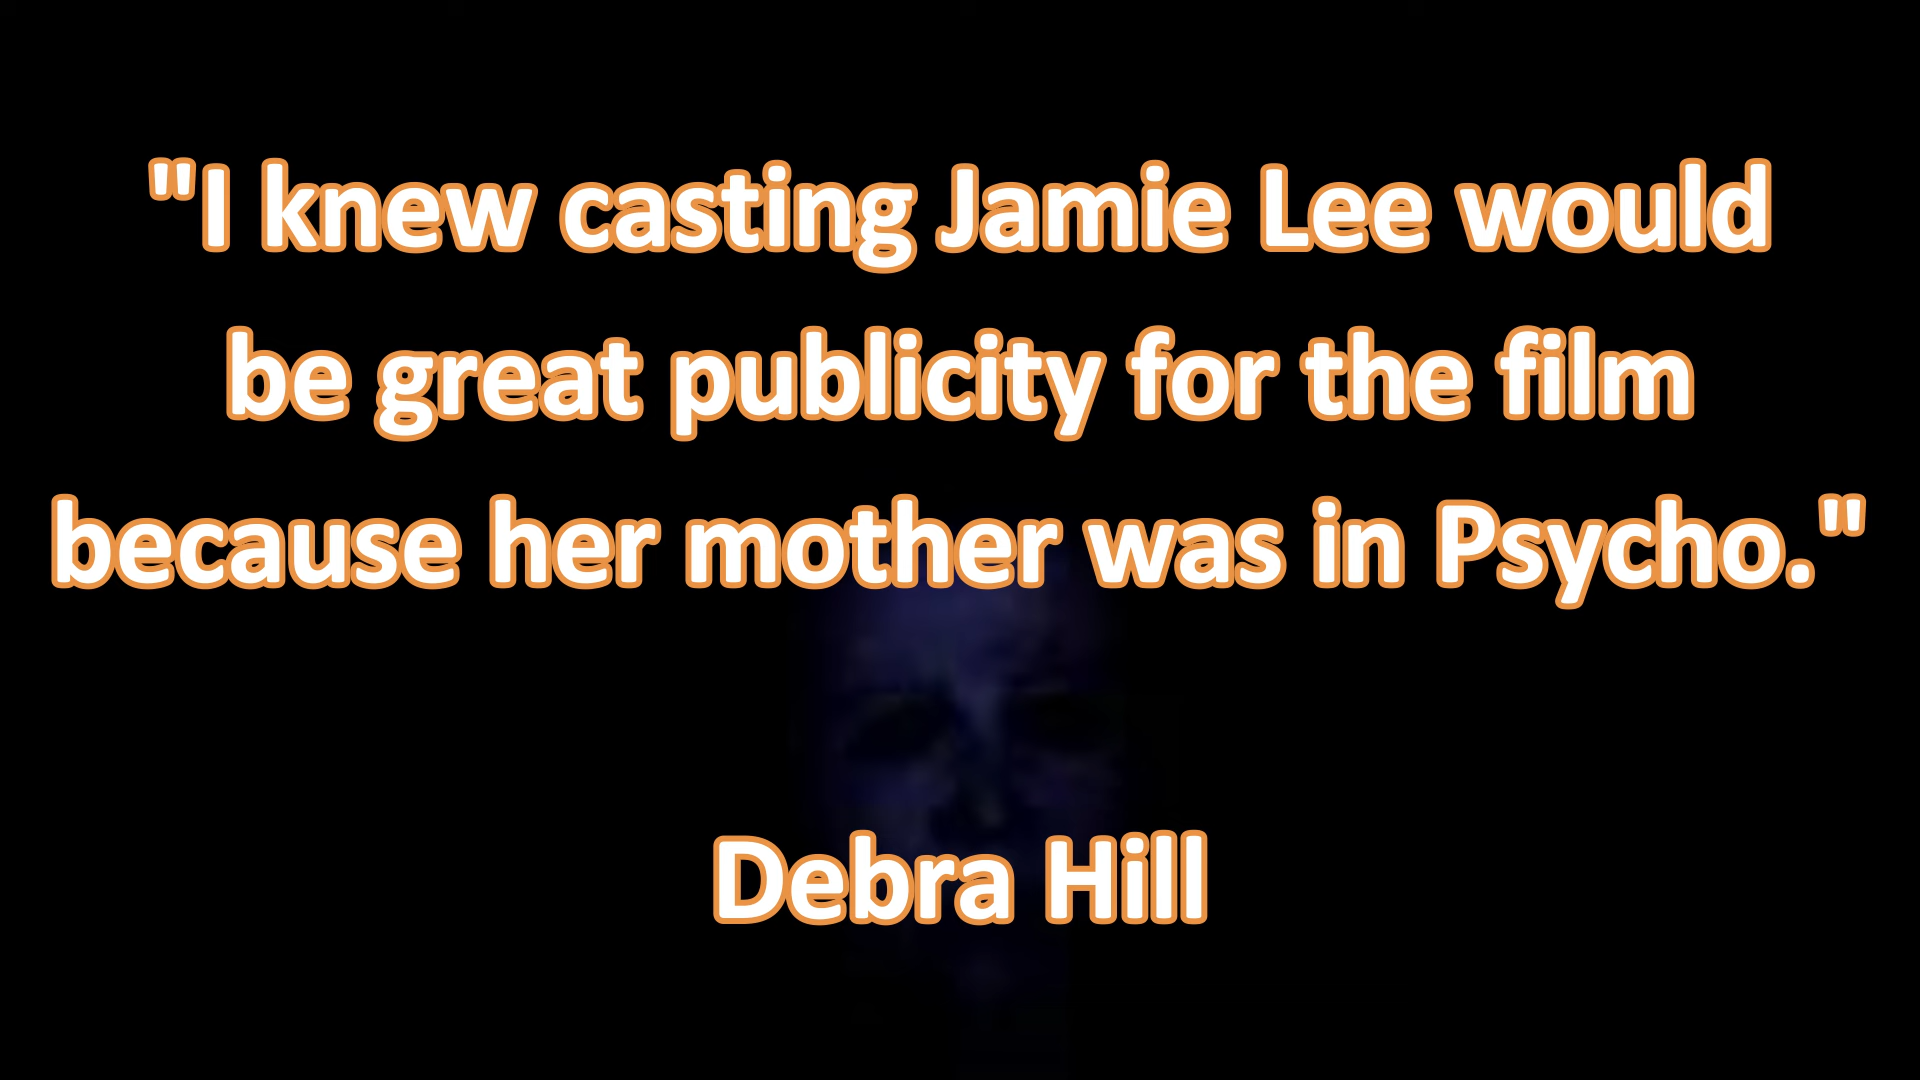 "I knew casting Jamie Lee would
be great publicity for the film
because her mother was in Psycho."
Debra Hill